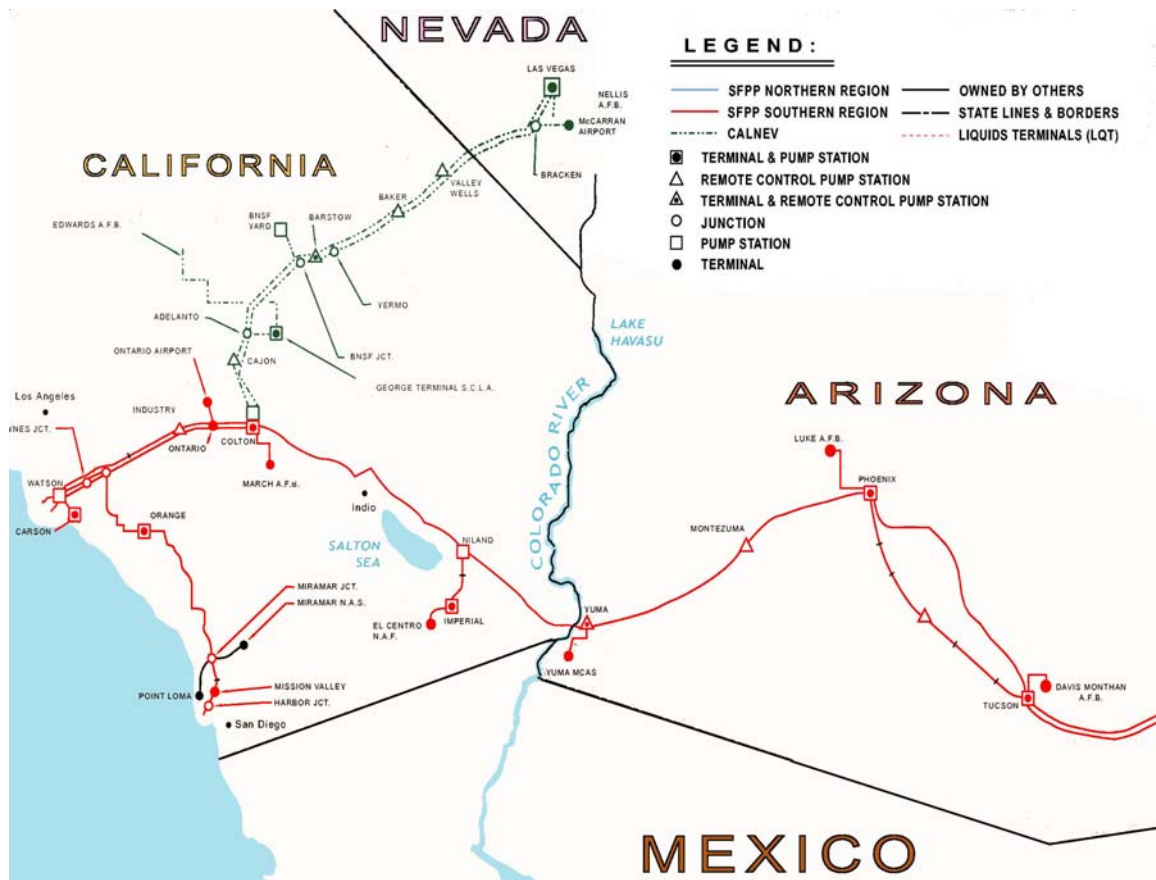 NEVADA
LEGEND:
SFPP NORTHERN REGION
SFPP SOUTHERN REGION
CALNEV
OWNED BY OTHERS
STATE LINES & BORDERS
LIQUIDS TERMINALS (LQT)
TERMINAL & PUMP STATION
REMOTE CONTROL PUMP STATION
TERMINAL & REMOTE CONTROL PUMP STATION
JUNCTION
PUMP STATION
TERMINAL
LAS VEGAS
NELLIS
A.F.B.
McCARRAN
AIRPORT
BRACKEN
VALLEY
WELLS
BAKER
CALIFORNIA
BARSTOW
BNSF
YARD
EDWARDS A.F.B.
YERMO
ADELANTO
BNSF JCT.
CAJON
GEORGE TERMINAL S.C.L.A.
ONTARIO AIRPORT
LAKE
HAVASU
COLORADO RIVER
ARIZONA
Los Angeles
INDUSTRY
NES JCT.
ONTARIO
COLTON
MARCH A.F.B.
WATSON
CARSON
ORANGE
Indio
SALTON
SEA
NILAND
IMPERIAL
EL CENTRO
N.A.F.
LUKE A.F.B.
PHOENIX
MONTEZUMA
YUMA
YUMA MCAS
MIRAMAR JCT.
MIRAMAR N.A.S.
POINT LOMA
MISSION VALLEY
HARBOR JCT.
San Diego
DAVIS MONTHAN
A.F.B.
TUCSON
MEXICO